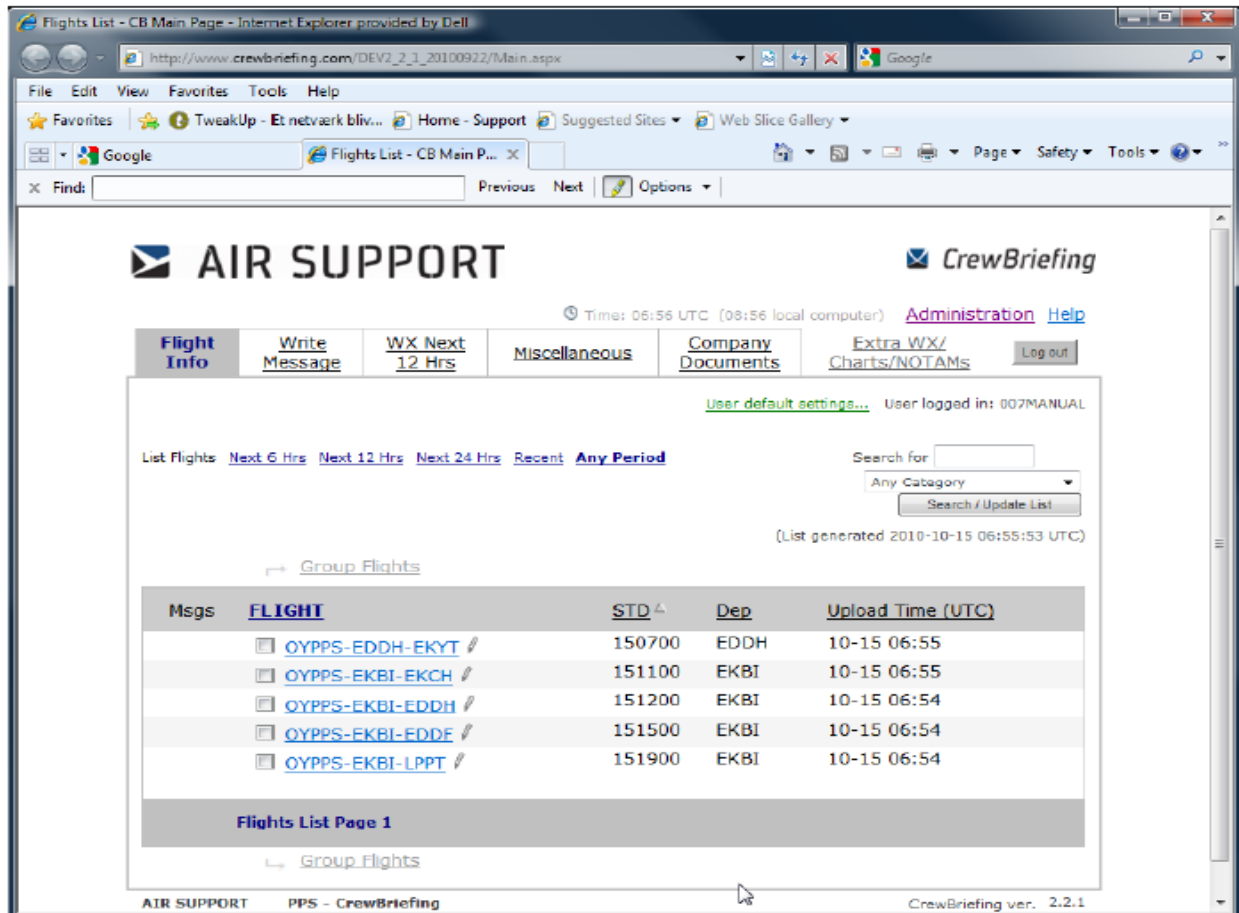 Flights List - CB Main Page - Internet Explorer provided by Dell
http://www.crewbriefing.com/DEV2_2_1_20100922/Main.aspx
Google
File Edit View Favorites Tools Help
Favorites TweakUp - Et netværk bliv... Home - Support Suggested Sites Web Slice Gallery
Google Flights List - CB Main P... Page Safety Tools
Find: Previous Next Options
AIR SUPPORT CrewBriefing
Time: 06:56 UTC (08:56 local computer) Administration Help
Flight Info Write Message WX Next 12 Hrs Miscellaneous Company Documents Extra WX/ Charts/NOTAMs Log out
User default settings... User logged in: 007MANUAL
List Flights Next 6 Hrs Next 12 Hrs Next 24 Hrs Recent Any Period Search for
Any Category
Search / Update List
(List generated 2010-10-15 06:55:53 UTC)
Group Flights
Msgs FLIGHT STD Dep Upload Time (UTC)
OYPPS-EDDH-EKYT 150700 EDDH 10-15 06:55
OYPPS-EKBI-EKCH 151100 EKBI 10-15 06:55
OYPPS-EKBI-EDDH 151200 EKBI 10-15 06:54
OYPPS-EKBI-EDDF 151500 EKBI 10-15 06:54
OYPPS-EKBI-LPPT 151900 EKBI 10-15 06:54
Flights List Page 1
Group Flights
AIR SUPPORT PPS - CrewBriefing CrewBriefing ver. 2.2.1